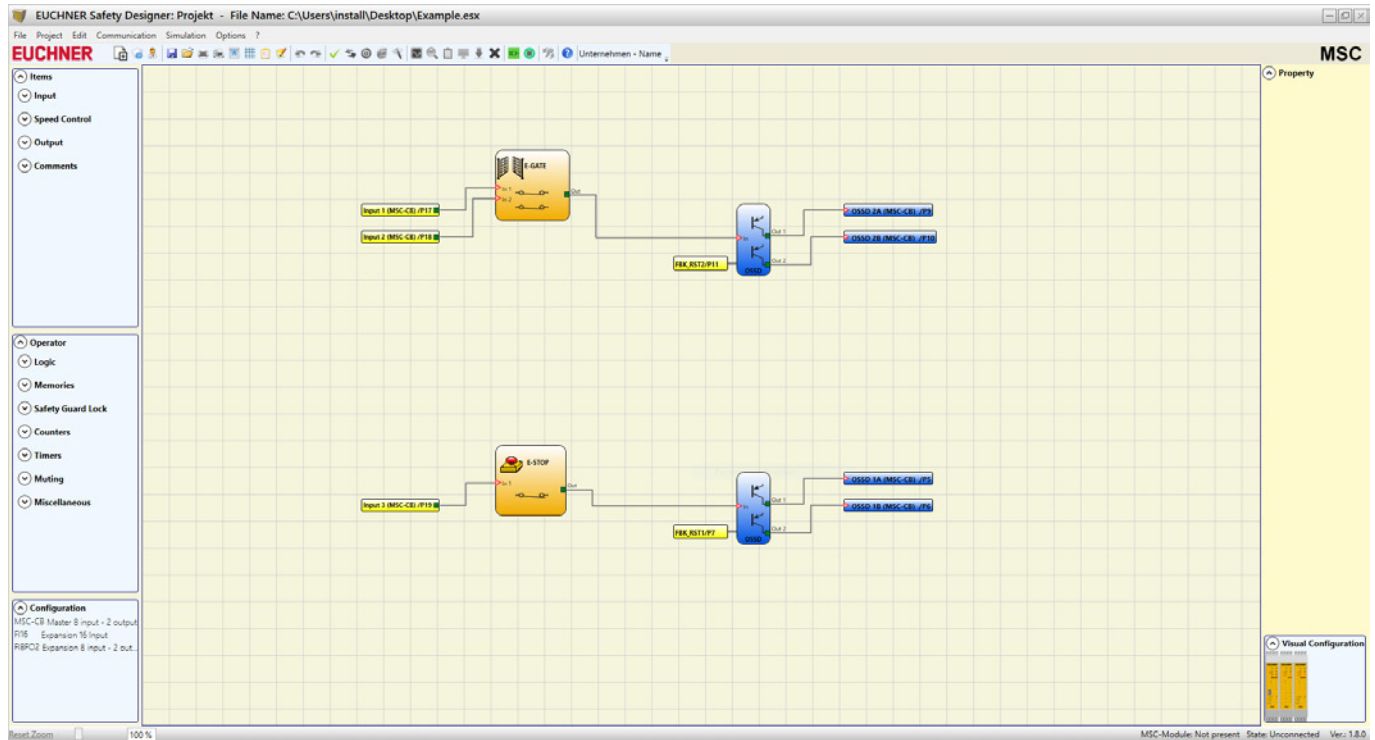 EUCHNER Safety Designer: Projekt - File Name: C:\Users\install\Desktop\Example.esx
File Project Edit Communication Simulation Options ?
EUCHNER
Unternehmen - Name
MSC
Items
Input
Speed Control
Output
Comments
Operator
Logic
Memories
Safety Guard Lock
Counters
Timers
Muting
Miscellaneous
Configuration
MSC-CB Master 8 input - 2 output
FI16 Expansion 16 Input
FI8FO2 Expansion 8 input - 2 out...
E-GATE
In 1
In 2
Out
Input 1 (MSC-CB) /P17
Input 2 (MSC-CB) /P18
In
Out 1
Out 2
OSSD
FBK_RST2/P11
OSSD 2A (MSC-CB) /P9
OSSD 2B (MSC-CB) /P10
E-STOP
In 1
Out
Input 3 (MSC-CB) /P19
In
Out 1
Out 2
OSSD
FBK_RST1/P7
OSSD 1A (MSC-CB) /P5
OSSD 1B (MSC-CB) /P6
Property
Visual Configuration
Reset Zoom 100 % MSC-Module: Not present State: Unconnected Ver.: 1.8.0